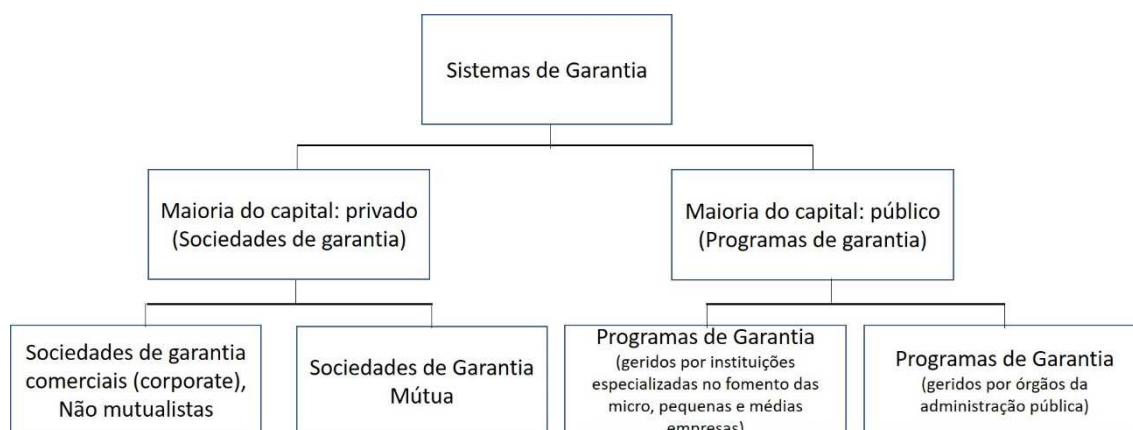 Sistemas de Garantia
Maioria do capital: privado
(Sociedades de garantia)
Maioria do capital: público
(Programas de garantia)
Sociedades de garantia
comerciais (corporate),
Não mutualistas
Sociedades de Garantia
Mútua
Programas de Garantia
(geridos por instituições
especializadas no fomento das
micro, pequenas e médias
empresas)
Programas de Garantia
(geridos por órgãos da
administração pública)